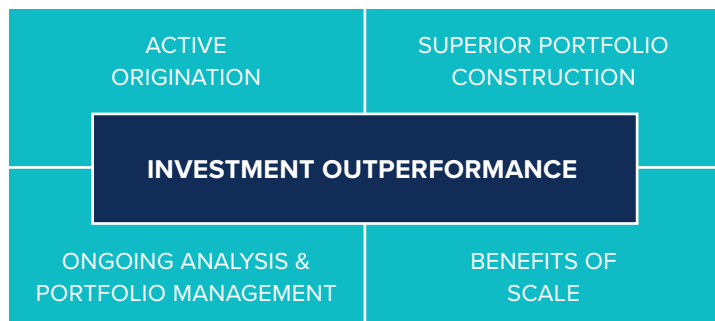 ACTIVE
ORIGINATION
SUPERIOR PORTFOLIO
CONSTRUCTION
INVESTMENT OUTPERFORMANCE
ONGOING ANALYSIS &
PORTFOLIO MANAGEMENT
BENEFITS OF
SCALE